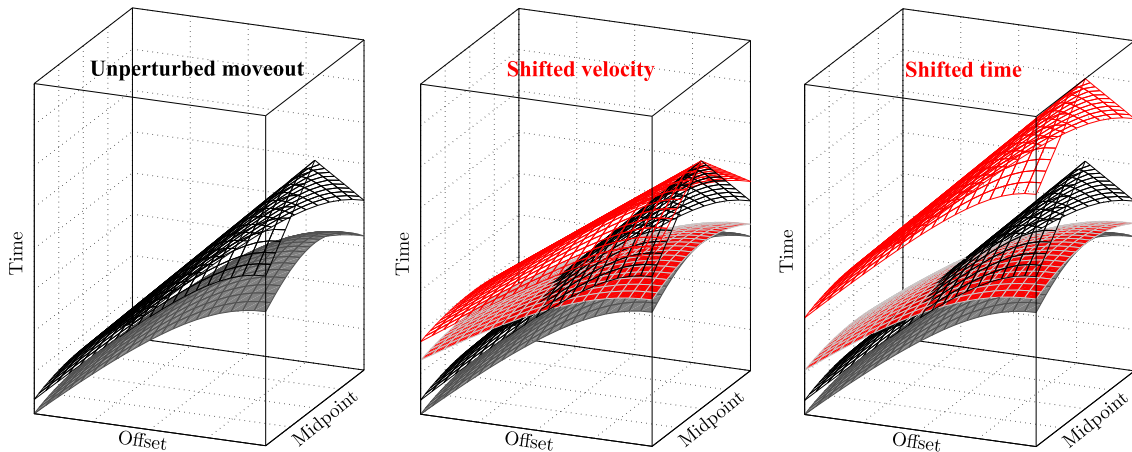 Unperturbed moveout
Time
Offset
Midpoint
Shifted velocity
Time
Offset
Midpoint
Shifted time
Time
Offset
Midpoint